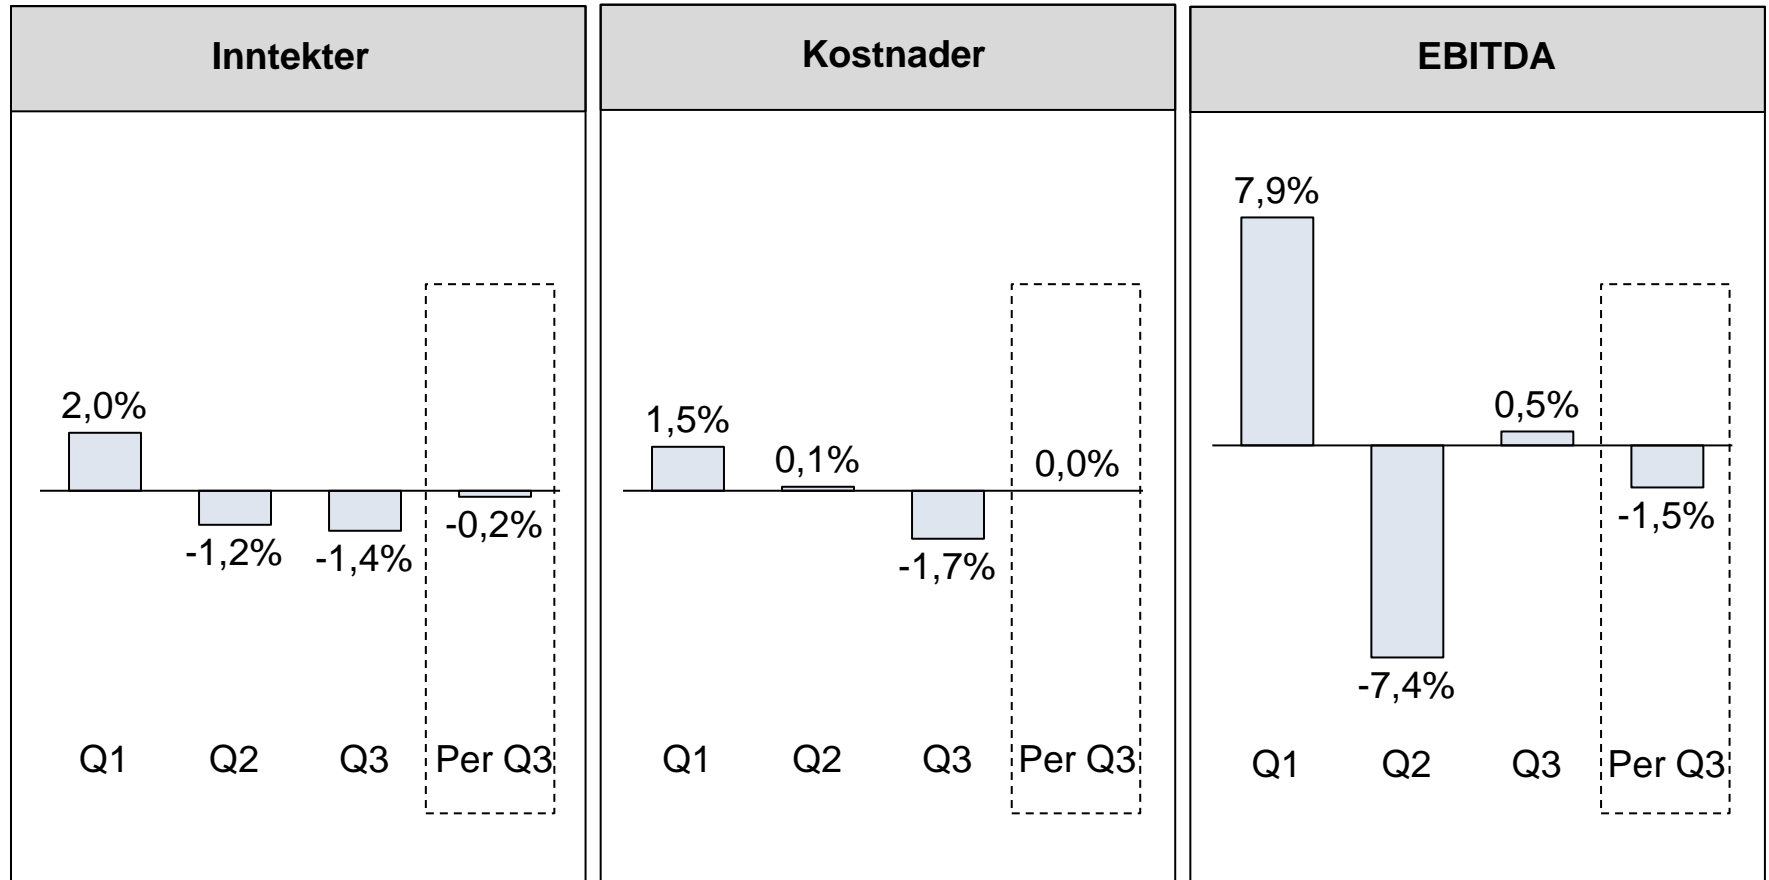 Inntekter
2,0%
-1,2%
-1,4%
-0,2%
Q1 Q2 Q3 Per Q3
Kostnader
1,5%
0,1%
-1,7%
0,0%
Q1 Q2 Q3 Per Q3
EBITDA
7,9%
-7,4%
0,5%
-1,5%
Q1 Q2 Q3 Per Q3